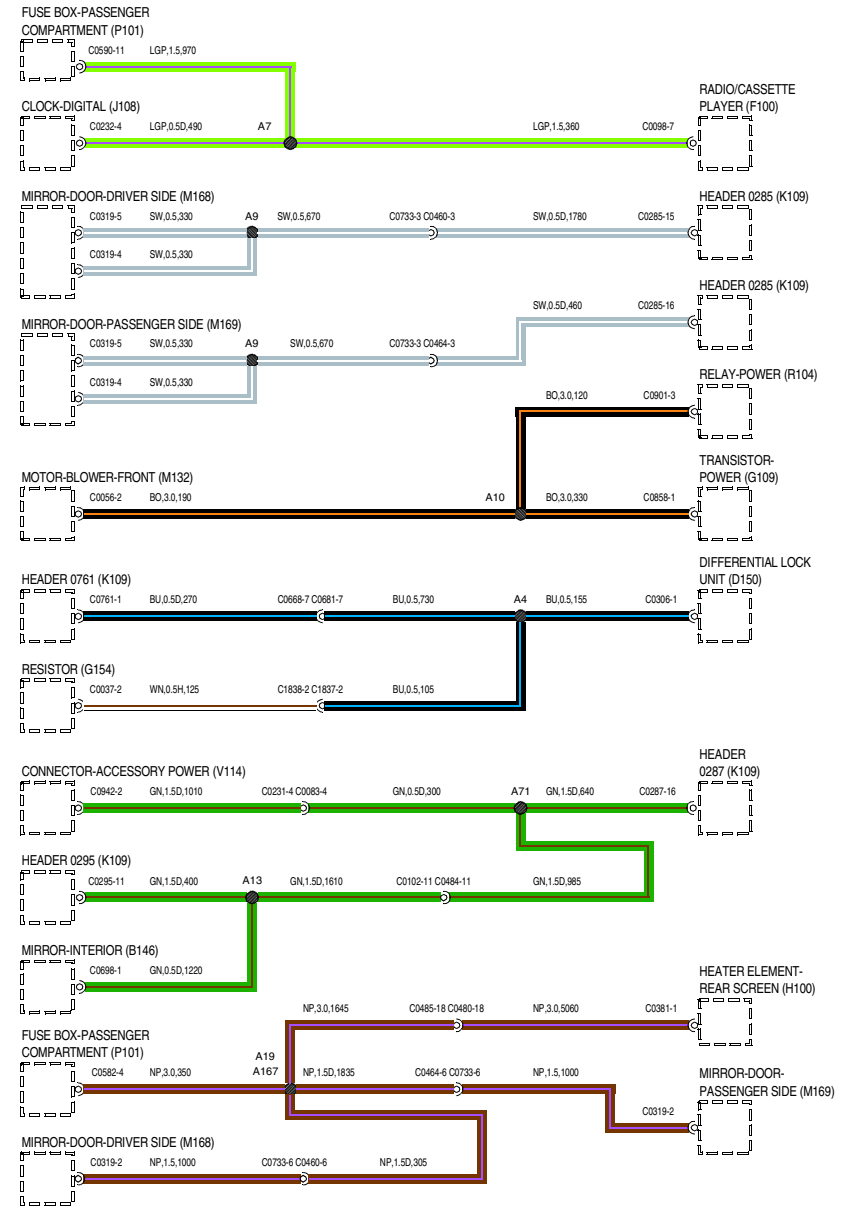 FUSE BOX-PASSENGER
COMPARTMENT (P101)
C0590-11 LGP,1.5,970
RADIO/CASSETTE
PLAYER (F100)
CLOCK-DIGITAL (J108)
C0232-4 LGP,0.5D,490 A7 LGP,1.5,360 C0098-7
MIRROR-DOOR-DRIVER SIDE (M168) HEADER 0285 (K109)
C0319-5 SW,0.5,330 A9 SW,0.5,670 C0733-3 C0460-3 SW,0.5D,1780 C0285-15
C0319-4 SW,0.5,330
HEADER 0285 (K109)
SW,0.5D,460 C0285-16
MIRROR-DOOR-PASSENGER SIDE (M169)
C0319-5 SW,0.5,330 A9 SW,0.5,670 C0733-3 C0464-3
RELAY-POWER (R104)
C0319-4 SW,0.5,330
BO,3.0,120 C0901-3
TRANSISTOR-
POWER (G109)
MOTOR-BLOWER-FRONT (M132)
C0056-2 BO,3.0,190 A10 BO,3.0,330 C0858-1
DIFFERENTIAL LOCK
UNIT (D150)
HEADER 0761 (K109)
C0761-1 BU,0.5D,270 C0668-7 C0681-7 BU,0.5,730 A4 BU,0.5,155 C0306-1
RESISTOR (G154)
C0037-2 WN,0.5H,125 C1838-2 C1837-2 BU,0.5,105
HEADER
0287 (K109)
CONNECTOR-ACCESSORY POWER (V114)
C0942-2 GN,1.5D,1010 C0231-4 C0083-4 GN,0.5D,300 A71 GN,1.5D,640 C0287-16
HEADER 0295 (K109)
C0295-11 GN,1.5D,400 A13 GN,1.5D,1610 C0102-11 C0484-11 GN,1.5D,985
MIRROR-INTERIOR (B146)
C0698-1 GN,0.5D,1220
HEATER ELEMENT-
REAR SCREEN (H100)
NP,3.0,1645 C0485-18 C0480-18 NP,3.0,5060 C0381-1
FUSE BOX-PASSENGER
COMPARTMENT (P101)
A19
C0582-4 NP,3.0,350 A167 NP,1.5D,1835 C0464-6 C0733-6 NP,1.5,1000
MIRROR-DOOR-
PASSENGER SIDE (M169)
C0319-2
MIRROR-DOOR-DRIVER SIDE (M168)
C0319-2 NP,1.5,1000 C0733-6 C0460-6 NP,1.5D,305